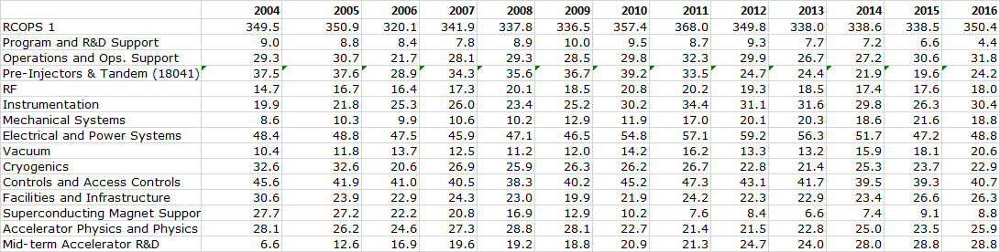 2004 2005 2006 2007 2008 2009 2010 2011 2012 2013 2014 2015 2016
RCOPS 1 349.5 350.9 320.1 341.9 337.8 336.5 357.4 368.0 349.8 338.0 338.6 338.5 350.4
Program and R&D Support 9.0 8.8 8.4 7.8 8.9 10.0 9.5 8.7 9.3 7.7 7.2 6.6 4.4
Operations and Ops. Support 29.3 30.7 21.7 28.1 29.3 28.5 29.8 32.3 29.9 26.7 27.2 30.6 31.8
Pre-Injectors & Tandem (18041) 37.5 37.6 28.9 34.3 35.6 36.7 39.2 33.5 24.7 24.4 21.9 19.6 24.2
RF 14.7 16.7 16.4 17.3 20.1 18.5 20.8 20.2 19.3 18.5 17.4 17.6 18.0
Instrumentation 19.9 21.8 25.3 26.0 23.4 25.2 30.2 34.4 31.1 31.6 29.8 26.3 30.4
Mechanical Systems 8.6 10.3 9.9 10.6 10.2 12.9 11.9 17.0 20.1 20.3 18.6 21.6 18.8
Electrical and Power Systems 48.4 48.8 47.5 45.9 47.1 46.5 54.8 57.1 59.2 56.3 51.7 47.2 48.8
Vacuum 10.4 11.8 13.7 12.5 11.2 12.0 14.2 16.2 13.3 13.2 15.9 18.1 20.6
Cryogenics 32.6 32.6 20.6 26.9 25.9 26.3 26.2 26.7 22.8 21.4 25.3 23.7 22.9
Controls and Access Controls 45.6 41.9 41.0 40.5 38.3 40.2 45.2 47.3 43.1 41.7 39.5 39.3 40.7
Facilities and Infrastructure 30.6 23.9 22.9 24.3 23.0 19.9 21.9 24.2 22.3 22.9 23.4 26.6 26.3
Superconducting Magnet Suppor 27.7 27.2 22.2 20.8 16.9 12.9 10.2 7.6 8.4 6.6 7.4 9.1 8.8
Accelerator Physics and Physics 28.1 26.2 24.6 27.3 28.8 28.1 22.7 21.4 21.5 22.8 25.0 23.5 25.9
Mid-term Accelerator R&D 6.6 12.6 16.9 19.6 19.2 18.8 20.9 21.3 24.7 24.0 28.0 28.8 28.8